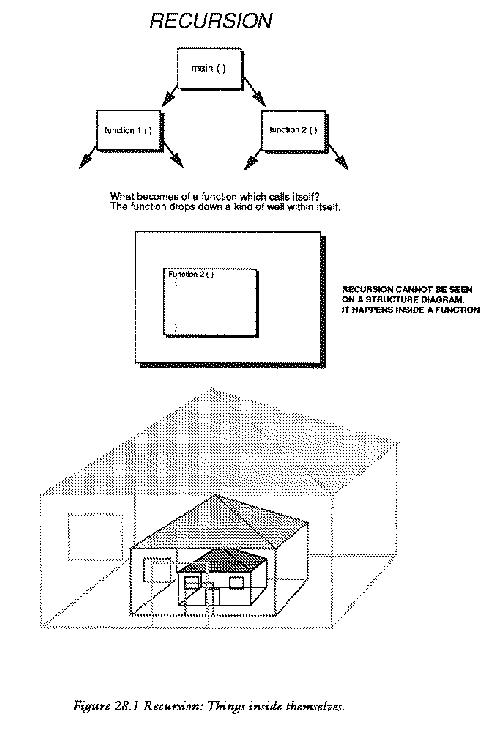 RECURSION
main ( )
function 1 ( )
function 2 ( )
What becomes of a function which calls itself?
The function drops down a kind of well within itself.
Function 2 ( )
RECURSION CANNOT BE SEEN
ON A STRUCTURE DIAGRAM.
IT HAPPENS INSIDE A FUNCTION
Figure 28.1 Recursion: Things inside themselves.